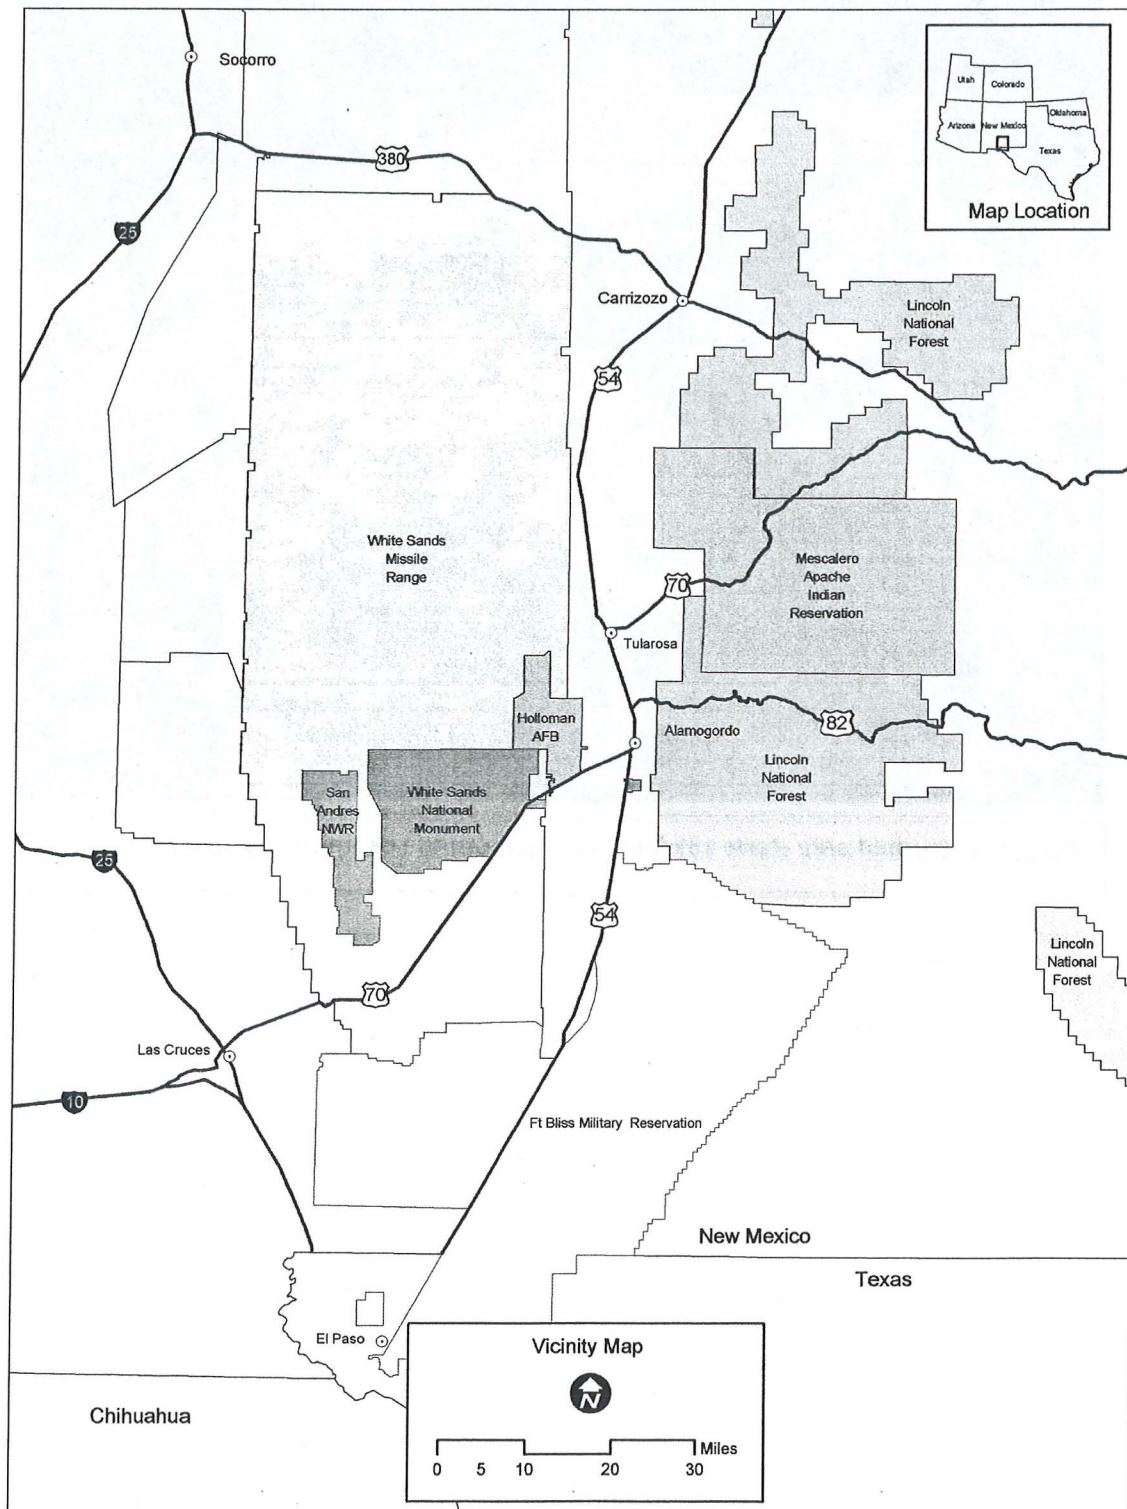 Socorro
380
25
Utah
Colorado
Arizona
New Mexico
Oklahoma
Texas
Map Location
Carrizozo
Lincoln
National
Forest
54
White Sands
Missile
Range
Mescalero
Apache
Indian
Reservation
70
Tularosa
Holloman
AFB
Alamogordo
82
Lincoln
National
Forest
San
Andres
NWR
White Sands
National
Monument
25
54
Lincoln
National
Forest
70
Las Cruces
10
Ft Bliss Military Reservation
New Mexico
Texas
El Paso
Vicinity Map
N
Miles
0 5 10 20 30
Chihuahua